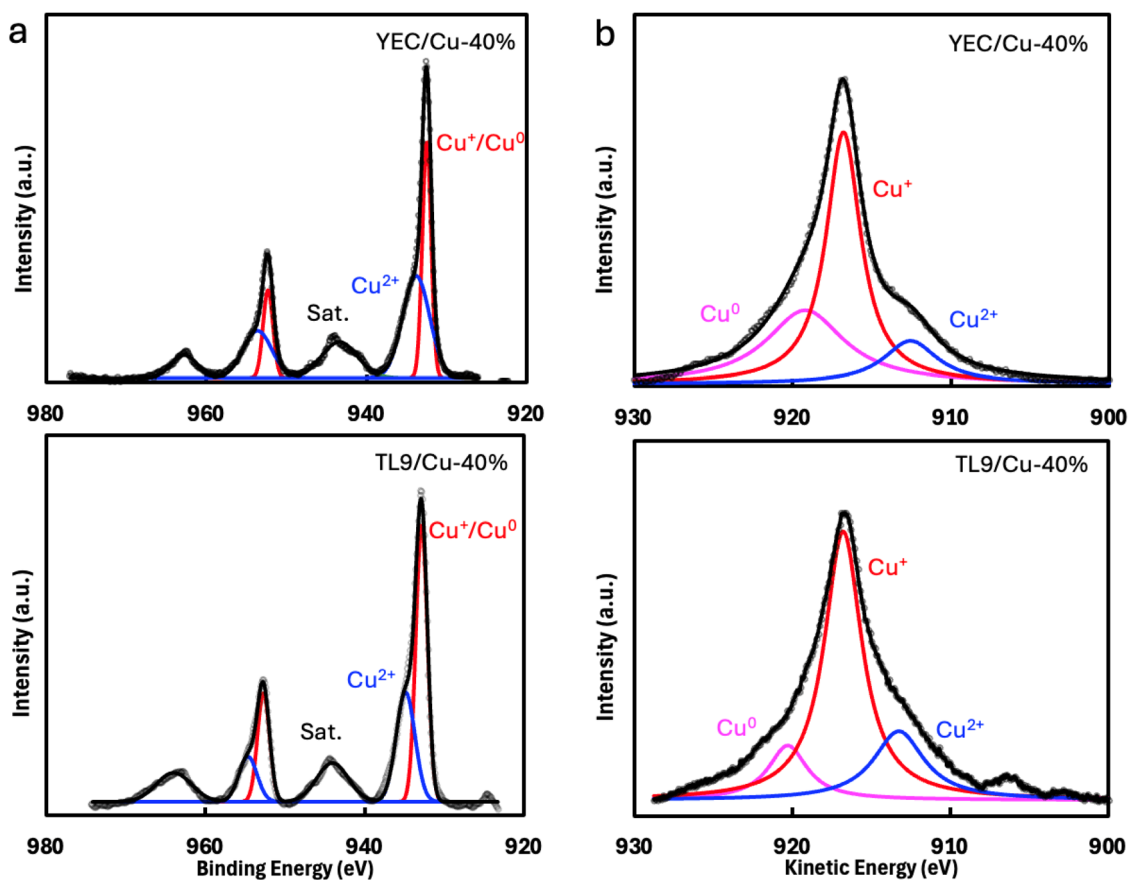 a
YEC/Cu-40%
Cu⁺/Cu⁰
Cu²⁺
Sat.
Intensity (a.u.)
980 960 940 920
TL9/Cu-40%
Cu⁺/Cu⁰
Cu²⁺
Sat.
Intensity (a.u.)
980 960 940 920
Binding Energy (eV)
b
YEC/Cu-40%
Cu⁺
Cu⁰
Cu²⁺
Intensity (a.u.)
930 920 910 900
TL9/Cu-40%
Cu⁺
Cu⁰
Cu²⁺
Intensity (a.u.)
930 920 910 900
Kinetic Energy (eV)